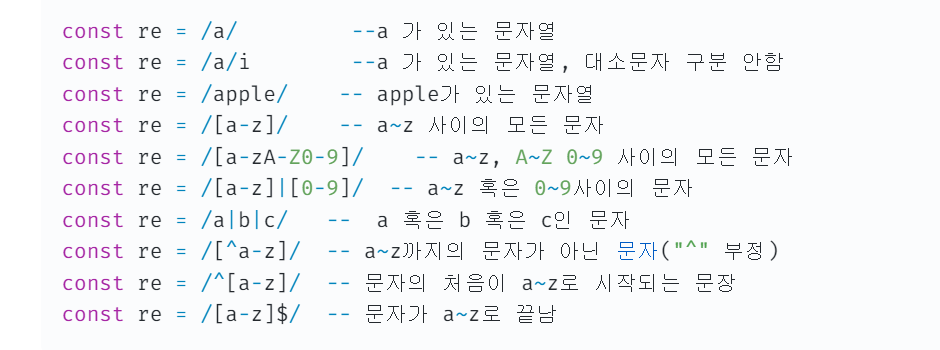 const re = /a/         --a 가 있는 문자열
const re = /a/i        --a 가 있는 문자열, 대소문자 구분 안함
const re = /apple/    -- apple가 있는 문자열
const re = /[a-z]/    -- a~z 사이의 모든 문자
const re = /[a-zA-Z0-9]/    -- a~z, A~Z 0~9 사이의 모든 문자
const re = /[a-z]|[0-9]/  -- a~z 혹은 0~9사이의 문자
const re = /a|b|c/   --  a 혹은 b 혹은 c인 문자
const re = /[^a-z]/  -- a~z까지의 문자가 아닌 문자("^" 부정)
const re = /^[a-z]/  -- 문자의 처음이 a~z로 시작되는 문장
const re = /[a-z]$/  -- 문자가 a~z로 끝남